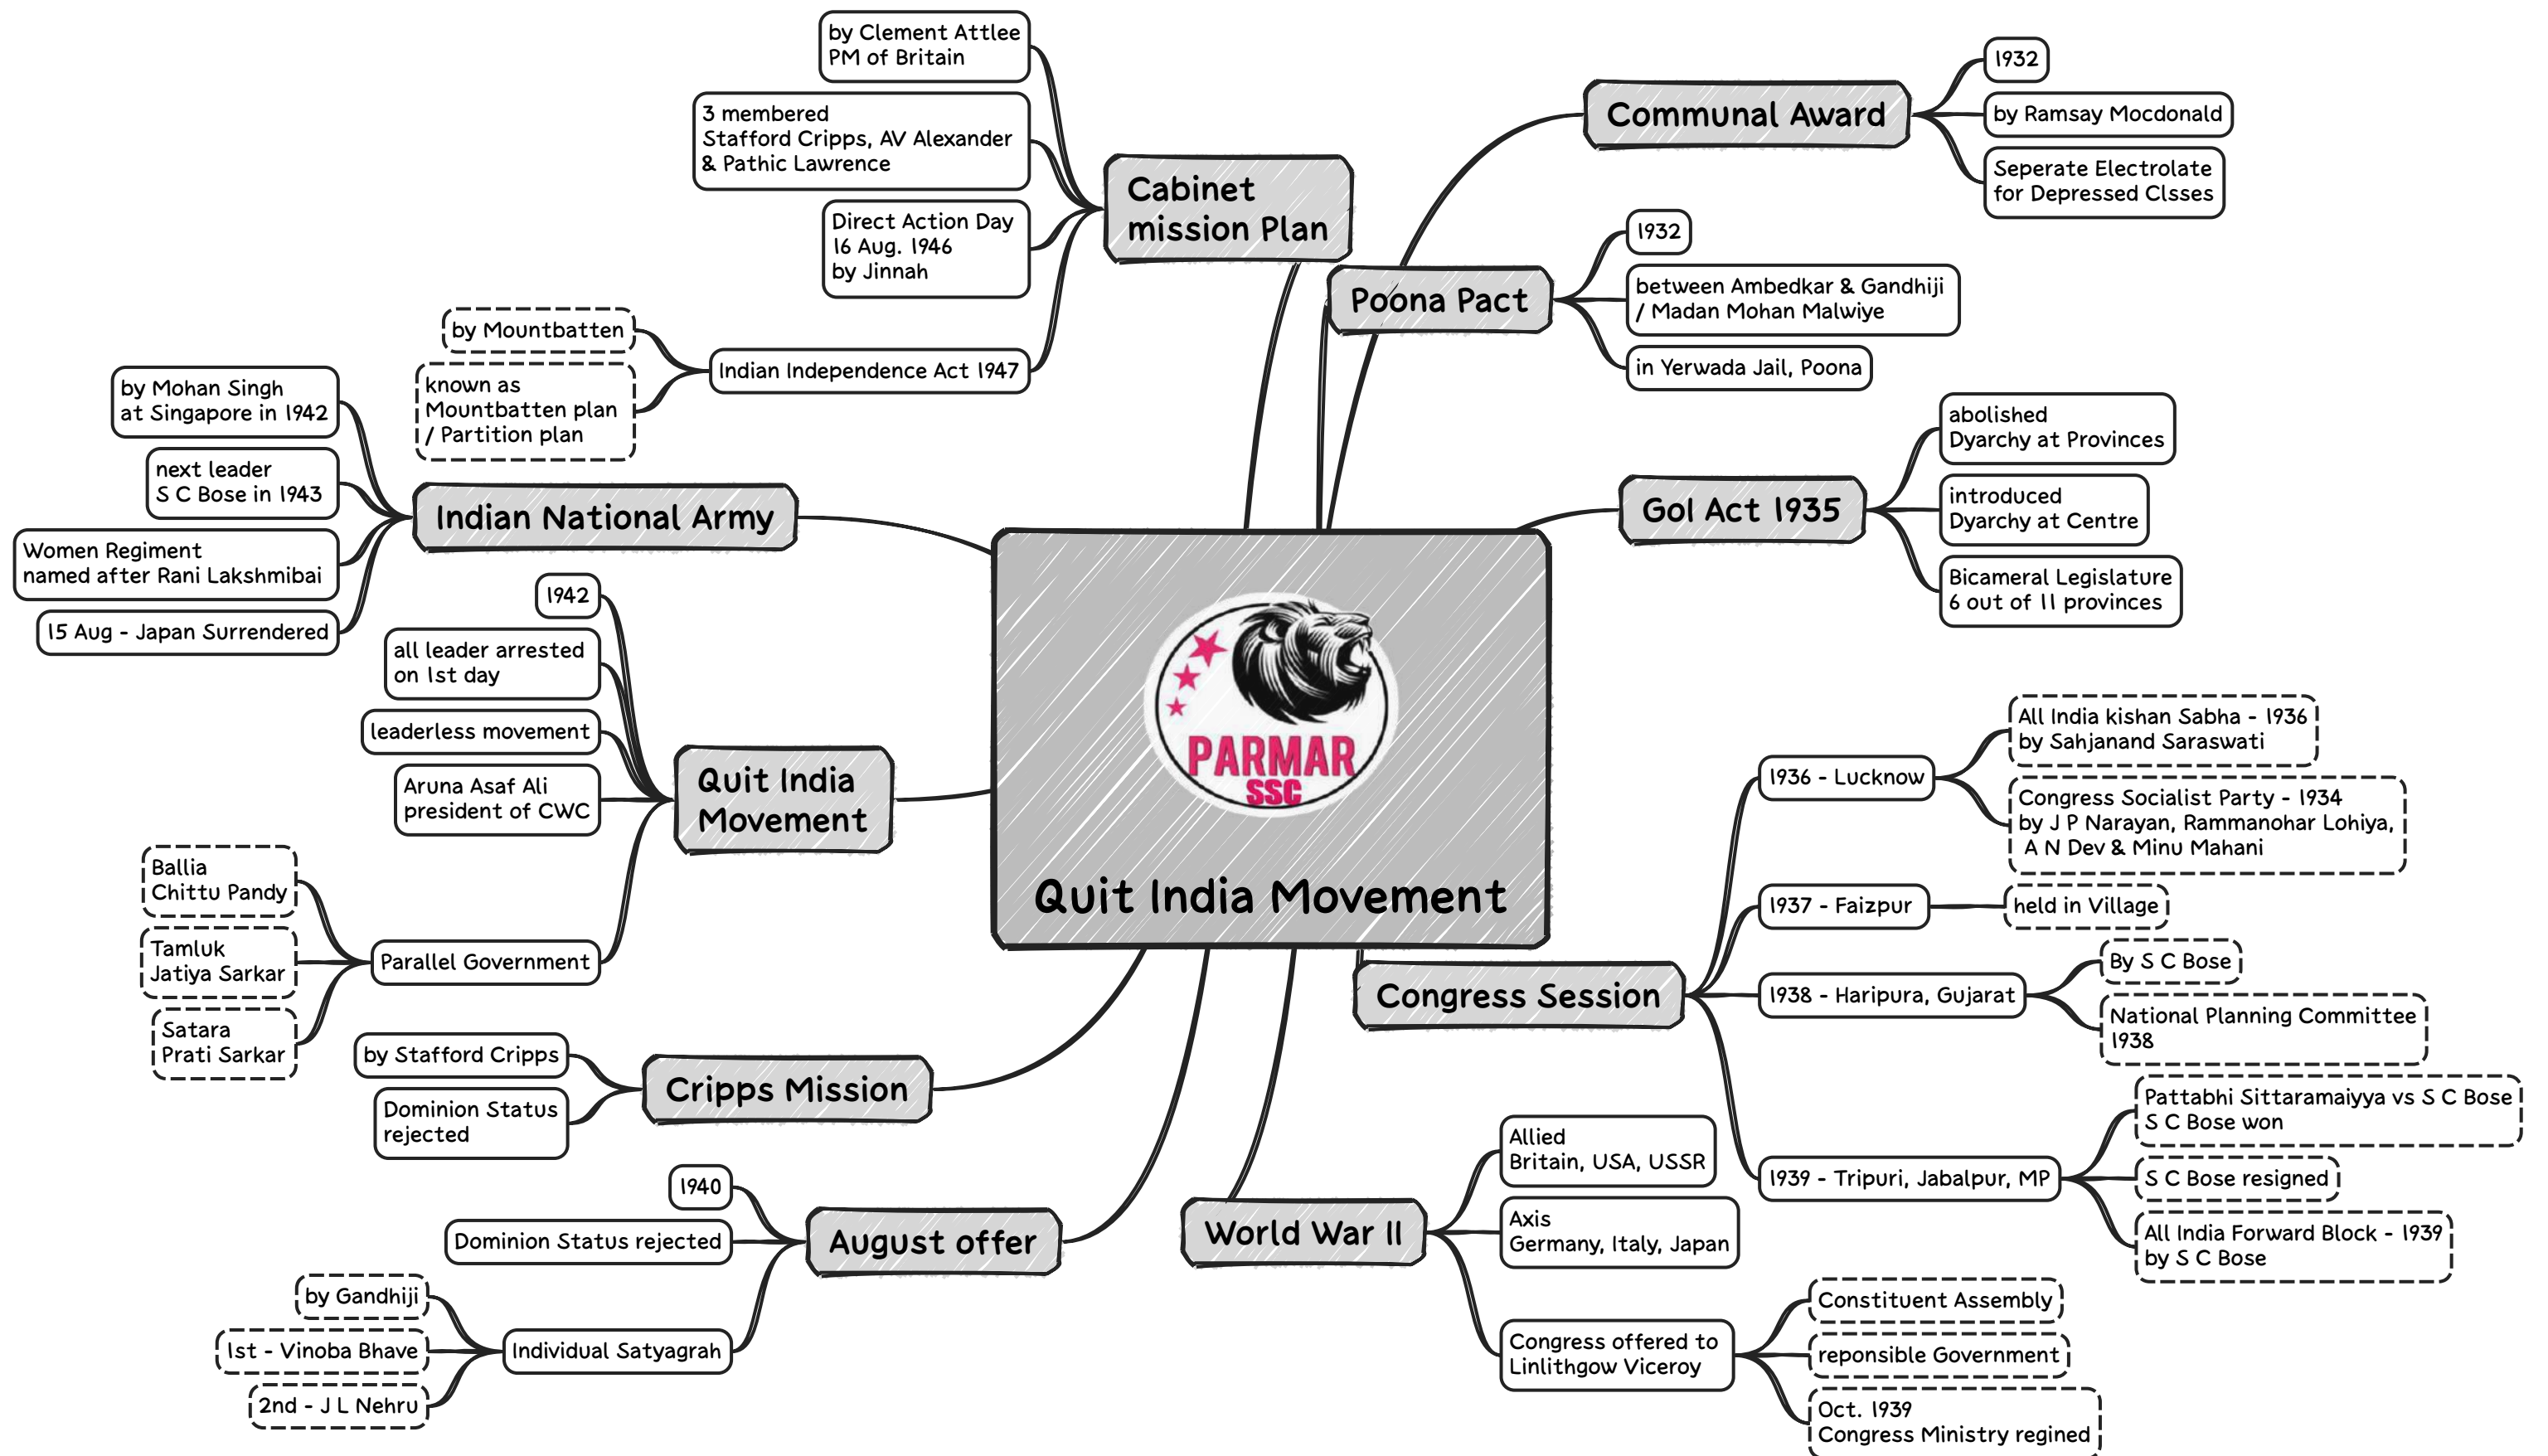 by Clement Attlee
PM of Britain
3 membered
Stafford Cripps, AV Alexander
& Pathic Lawrence
Direct Action Day
16 Aug. 1946
by Jinnah
Cabinet
mission Plan
by Mountbatten
known as
Mountbatten plan
/ Partition plan
Indian Independence Act 1947
Communal Award
1932
by Ramsay Mocdonald
Seperate Electrolate
for Depressed Clsses
Poona Pact
1932
between Ambedkar & Gandhiji
/ Madan Mohan Malwiye
in Yerwada Jail, Poona
GoI Act 1935
abolished
Dyarchy at Provinces
introduced
Dyarchy at Centre
Bicameral Legislature
6 out of 11 provinces
by Mohan Singh
at Singapore in 1942
next leader
S C Bose in 1943
Women Regiment
named after Rani Lakshmibai
15 Aug - Japan Surrendered
Indian National Army
1942
all leader arrested
on 1st day
leaderless movement
Aruna Asaf Ali
president of CWC
Quit India
Movement
Ballia
Chittu Pandy
Tamluk
Jatiya Sarkar
Satara
Prati Sarkar
Parallel Government
PARMAR
SSC
Quit India Movement
Congress Session
1936 - Lucknow
All India kishan Sabha - 1936
by Sahjanand Saraswati
Congress Socialist Party - 1934
by J P Narayan, Rammanohar Lohiya,
A N Dev & Minu Mahani
1937 - Faizpur
held in Village
1938 - Haripura, Gujarat
By S C Bose
National Planning Committee
1938
1939 - Tripuri, Jabalpur, MP
Pattabhi Sittaramaiyya vs S C Bose
S C Bose won
S C Bose resigned
All India Forward Block - 1939
by S C Bose
by Stafford Cripps
Dominion Status
rejected
Cripps Mission
1940
Dominion Status rejected
August offer
by Gandhiji
1st - Vinoba Bhave
2nd - J L Nehru
Individual Satyagrah
World War II
Allied
Britain, USA, USSR
Axis
Germany, Italy, Japan
Congress offered to
Linlithgow Viceroy
Constituent Assembly
reponsible Government
Oct. 1939
Congress Ministry regined